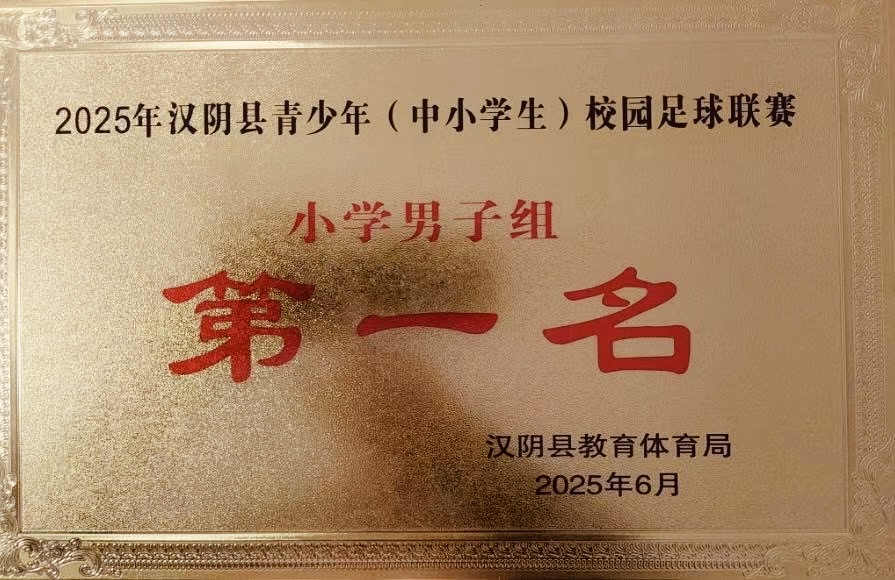 2025年汉阴县青少年（中小学生）校园足球联赛
小学男子组
第一名
汉阴县教育体育局
2025年6月